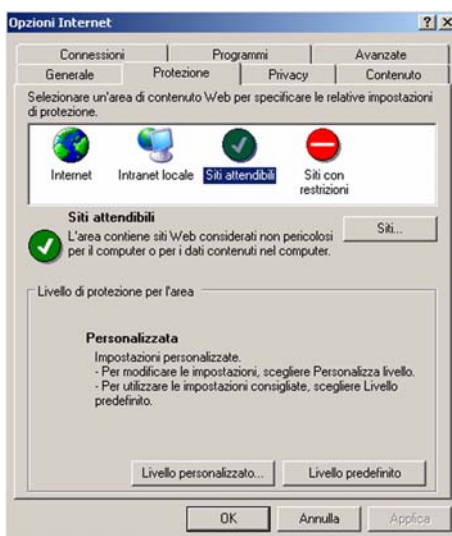 Opzioni Internet
Connessioni Programmi Avanzate
Generale Protezione Privacy Contenuto
Selezionare un'area di contenuto Web per specificare le relative impostazioni
di protezione.
Internet Intranet locale Siti attendibili Siti con
restrizioni
Siti attendibili
L'area contiene siti Web considerati non pericolosi
per il computer o per i dati contenuti nel computer.
Siti...
Livello di protezione per l'area
Personalizzata
Impostazioni personalizzate.
- Per modificare le impostazioni, scegliere Personalizza livello.
- Per utilizzare le impostazioni consigliate, scegliere Livello
predefinito.
Livello personalizzato... Livello predefinito
OK Annulla Applica